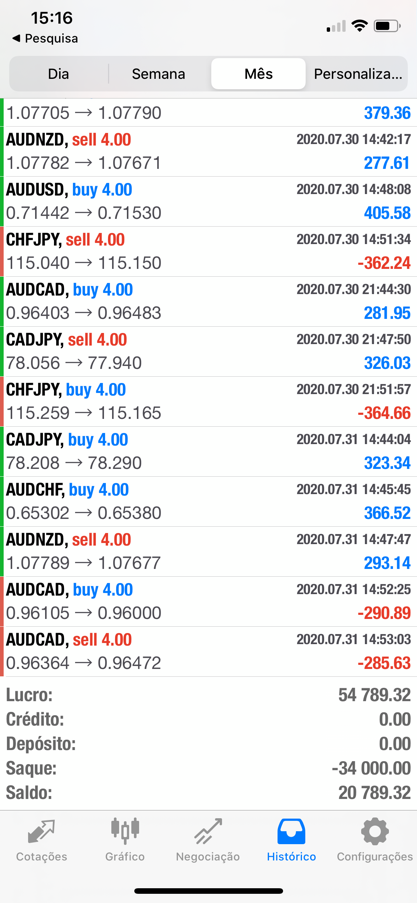 15:16
◀ Pesquisa
Dia Semana Mês Personaliza...
1.07705 → 1.07790 379.36
AUDNZD, sell 4.00 2020.07.30 14:42:17
1.07782 → 1.07671 277.61
AUDUSD, buy 4.00 2020.07.30 14:48:08
0.71442 → 0.71530 405.58
CHFJPY, sell 4.00 2020.07.30 14:51:34
115.040 → 115.150 -362.24
AUDCAD, buy 4.00 2020.07.30 21:44:30
0.96403 → 0.96483 281.95
CADJPY, sell 4.00 2020.07.30 21:47:50
78.056 → 77.940 326.03
CHFJPY, buy 4.00 2020.07.30 21:51:57
115.259 → 115.165 -364.66
CADJPY, buy 4.00 2020.07.31 14:44:04
78.208 → 78.290 323.34
AUDCHF, buy 4.00 2020.07.31 14:45:45
0.65302 → 0.65380 366.52
AUDNZD, sell 4.00 2020.07.31 14:47:47
1.07789 → 1.07677 293.14
AUDCAD, buy 4.00 2020.07.31 14:52:25
0.96105 → 0.96000 -290.89
AUDCAD, sell 4.00 2020.07.31 14:53:03
0.96364 → 0.96472 -285.63
Lucro: 54 789.32
Crédito: 0.00
Depósito: 0.00
Saque: -34 000.00
Saldo: 20 789.32
Cotações Gráfico Negociação Histórico Configurações